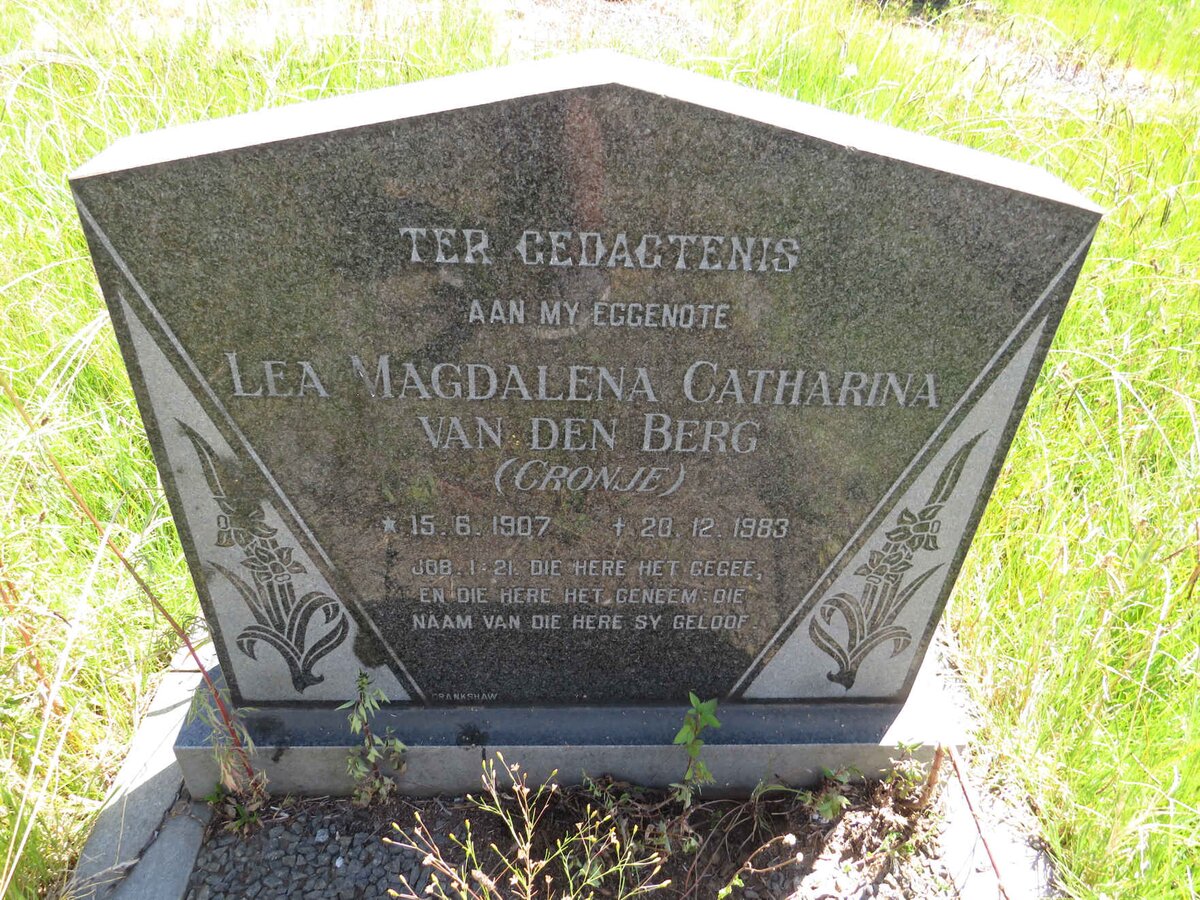 TER GEDAGTENIS
AAN MY EGGENOTE
LEA MAGDALENA CATHARINA
VAN DEN BERG
(CRONJE)
* 15. 6. 1907 † 20. 12. 1983
JOB. 1:21. DIE HERE HET GEGEE,
EN DIE HERE HET GENEEM: DIE
NAAM VAN DIE HERE SY GELOOF.
CRANKSHAW